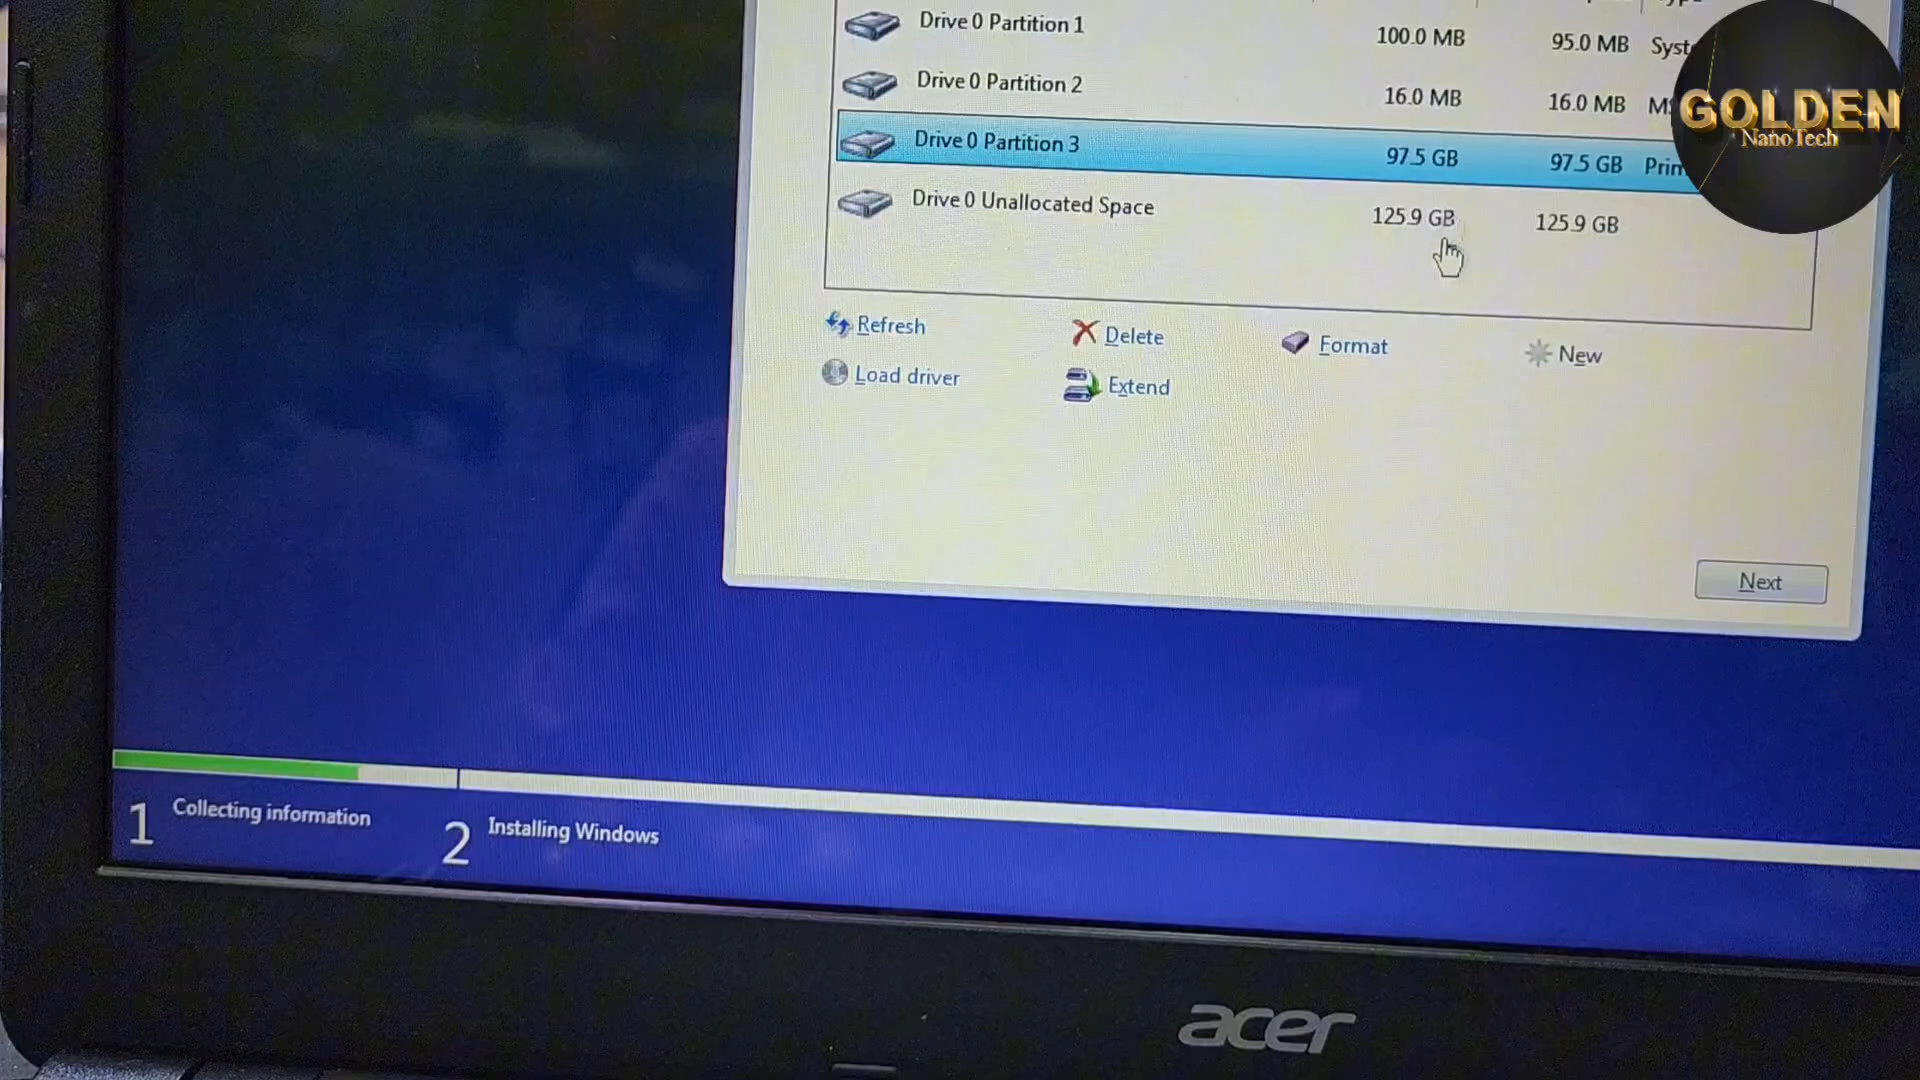 Drive 0 Partition 1 100.0 MB 95.0 MB
Drive 0 Partition 2 16.0 MB 16.0 MB
Drive 0 Partition 3 97.5 GB 97.5 GB
Drive 0 Unallocated Space 125.9 GB 125.9 GB
GOLDEN
NanoTech
Refresh Delete Format New
Load driver Extend
Next
1 Collecting information 2 Installing Windows
acer